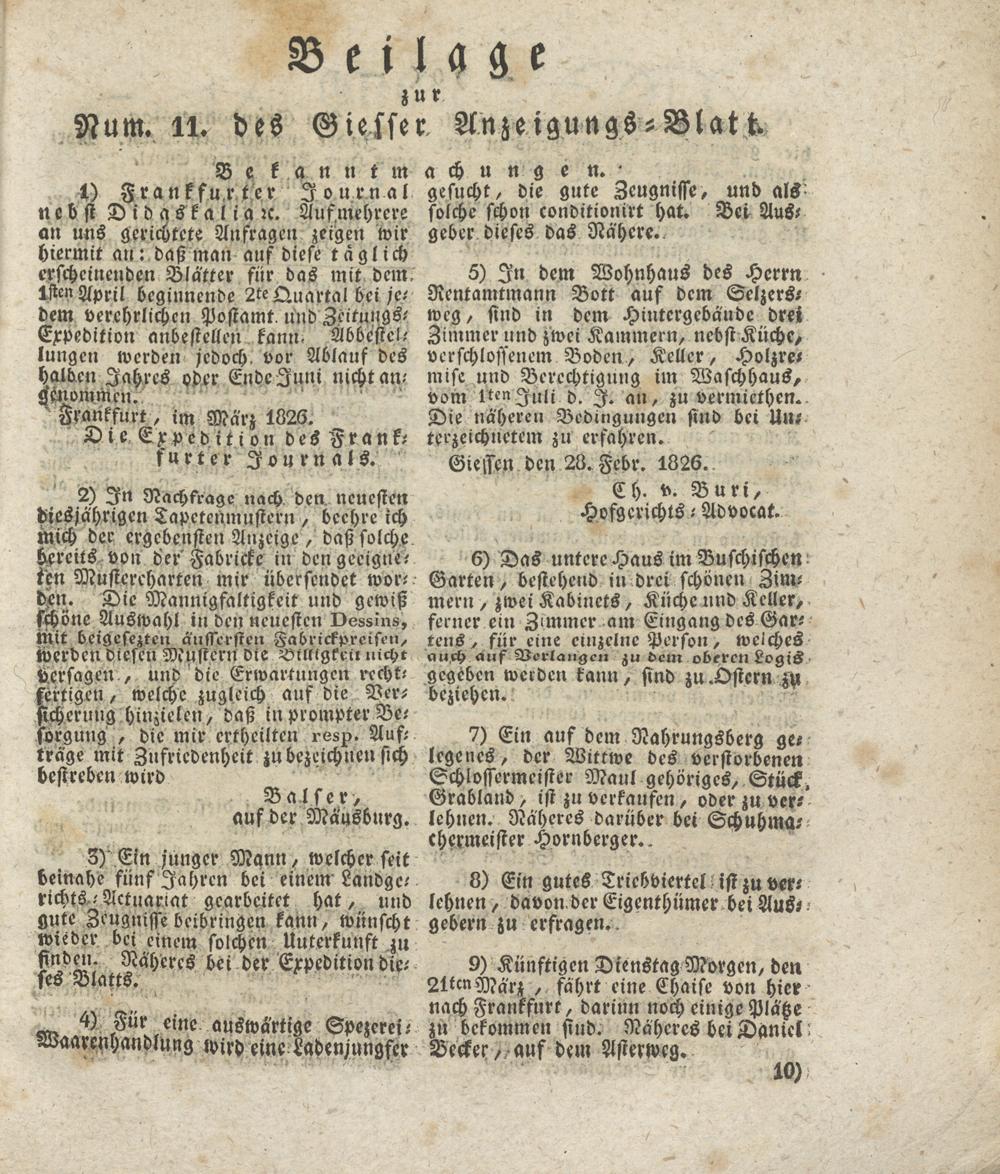 Beilage
zur
Num. 11. des Giesser Anzeigungs-Blatt.
Bekanntmachungen.
1) Frankfurter Journal
nebst Didaskalia ꝛc. Auf mehrere
an uns gerichtete Anfragen zeigen wir
hiermit an: daß man auf diese täglich
erscheinenden Blätter für das mit dem
1sten April beginnende 2te Quartal bei je-
dem verehrlichen Postamt und Zeitungs-
Expedition anbestellen kann. Abbestel-
lungen werden jedoch vor Ablauf des
halben Jahres oder Ende Juni nicht an-
genommen.
Frankfurt, im März 1826.
Die Expedition des Frank-
furter Journals.
2) In Nachfrage nach den neuesten
diesjährigen Tapetenmustern, beehre ich
mich der ergebensten Anzeige, daß solche
bereits von der Fabricke in den geeigne-
ten Mustercharten mir übersendet wor-
den. Die Mannigfaltigkeit und gewiß
schöne Auswahl in den neuesten Dessins,
mit beigesezten äussersten Fabrickpreisen,
werden diesen Mustern die Billigkeit nicht
versagen, und die Erwartungen recht-
fertigen, welche zugleich auf die Ver-
sicherung hinzielen, daß in prompter Be-
sorgung, die mir ertheilten resp. Auf-
träge mit Zufriedenheit zu bezeichnen sich
bestreben wird
Balser,
auf der Mäusburg.
3) Ein junger Mann, welcher seit
beinahe fünf Jahren bei einem Landge-
richts-Actuariat gearbeitet hat, und
gute Zeugnisse beibringen kann, wünscht
wieder bei einem solchen Unterkunft zu
finden. Näheres bei der Expedition die-
ses Blatts.
4) Für eine auswärtige Spezerei-
Waarenhandlung wird eine Ladenjungfer
gesucht, die gute Zeugnisse, und als
solche schon conditionirt hat. Bei Aus-
geber dieses das Nähere.
5) In dem Wohnhaus des Herrn
Rentamtmann Bott auf dem Selzers-
weg, sind in dem Hintergebäude drei
Zimmer und zwei Kammern, nebst Küche,
verschlossenem Boden, Keller, Holzre-
mise und Berechtigung im Waschhaus,
vom 1ten Juli d. J. an, zu vermiethen.
Die näheren Bedingungen sind bei Un-
terzeichnetem zu erfahren.
Giessen den 28. Febr. 1826.
Ch. v. Buri,
Hofgerichts-Advocat.
6) Das untere Haus im Buschischen
Garten, bestehend in drei schönen Zim-
mern, zwei Kabinets, Küche und Keller,
ferner ein Zimmer am Eingang des Gar-
tens, für eine einzelne Person, welches
auch auf Verlangen zu dem oberen Logis
gegeben werden kann, sind zu Ostern zu
beziehen.
7) Ein auf dem Nahrungsberg ge-
legenes, der Wittwe des verstorbenen
Schlossermeister Maul gehöriges, Stück
Grabland, ist zu verkaufen, oder zu ver-
lehnen. Näheres darüber bei Schuhma-
chermeister Hornberger.
8) Ein gutes Triebviertel ist zu ver-
lehnen, davon der Eigenthümer bei Aus-
gebern zu erfragen.
9) Künftigen Dienstag Morgen, den
21ten März, fährt eine Chaise von hier
nach Frankfurt, darinn noch einige Plätze
zu bekommen sind. Näheres bei Daniel
Becker, auf dem Asterweg.
10)